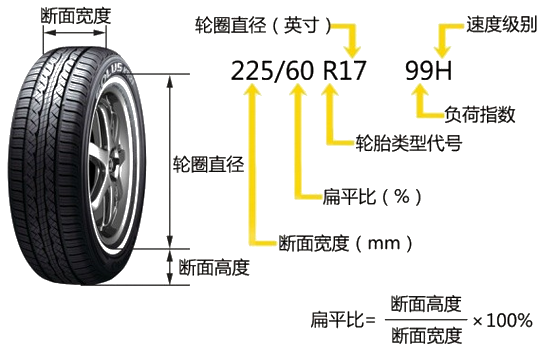 断面宽度
轮圈直径（英寸）
速度级别
225/60 R17 99H
负荷指数
轮胎类型代号
轮圈直径
扁平比（%）
断面宽度（mm）
断面高度
扁平比= 断面高度
断面宽度 ×100%